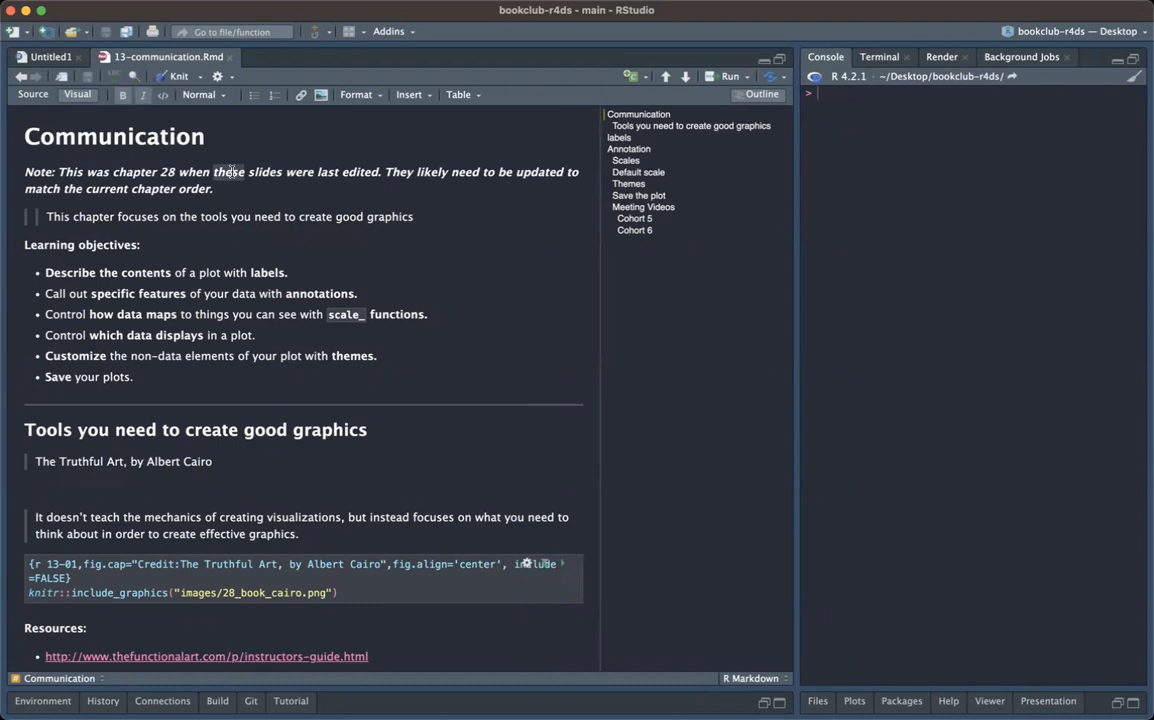 bookclub-r4ds - main - RStudio
Go to file/function
Addins
bookclub-r4ds — Desktop
Untitled1
13-communication.Rmd
Console
Terminal
Render
Background Jobs
Knit
Run
R 4.2.1 · ~/Desktop/bookclub-r4ds/
Source
Visual
B
I
</>
Normal
Format
Insert
Table
Outline
>
Communication
Note: This was chapter 28 when these slides were last edited. They likely need to be updated to
match the current chapter order.
This chapter focuses on the tools you need to create good graphics
Learning objectives:
• Describe the contents of a plot with labels.
• Call out specific features of your data with annotations.
• Control how data maps to things you can see with scale_ functions.
• Control which data displays in a plot.
• Customize the non-data elements of your plot with themes.
• Save your plots.
Tools you need to create good graphics
The Truthful Art, by Albert Cairo
It doesn't teach the mechanics of creating visualizations, but instead focuses on what you need to
think about in order to create effective graphics.
{r 13-01,fig.cap="Credit:The Truthful Art, by Albert Cairo",fig.align='center', include
=FALSE}
knitr::include_graphics("images/28_book_cairo.png")
Resources:
• http://www.thefunctionalart.com/p/instructors-guide.html
Communication
Tools you need to create good graphics
labels
Annotation
Scales
Default scale
Themes
Save the plot
Meeting Videos
Cohort 5
Cohort 6
Communication
R Markdown
Environment
History
Connections
Build
Git
Tutorial
Files
Plots
Packages
Help
Viewer
Presentation